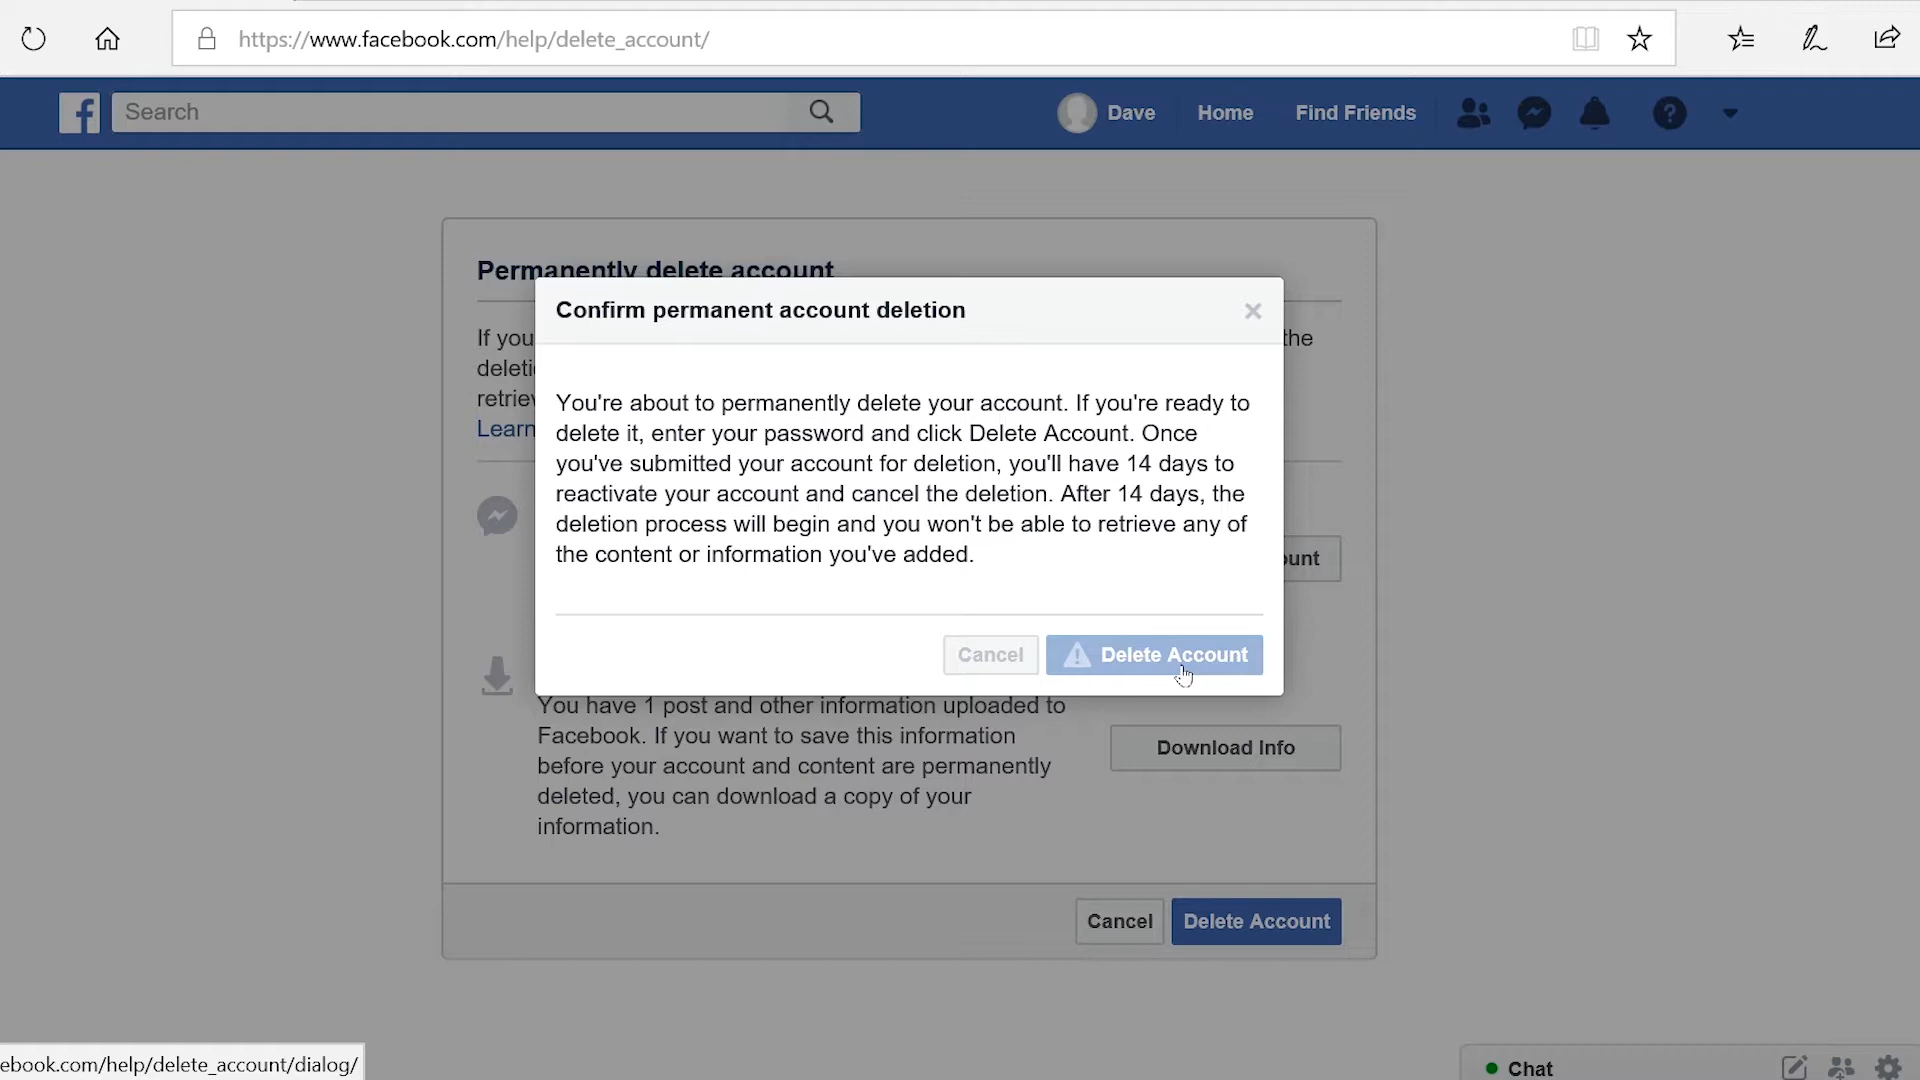 https://www.facebook.com/help/delete_account/
f
Search
Dave
Home
Find Friends
Permanently delete account
If you
the
deleti
retrie
Learn
Confirm permanent account deletion
You're about to permanently delete your account. If you're ready to
delete it, enter your password and click Delete Account. Once
you've submitted your account for deletion, you'll have 14 days to
reactivate your account and cancel the deletion. After 14 days, the
deletion process will begin and you won't be able to retrieve any of
the content or information you've added.
ount
Cancel
Delete Account
You have 1 post and other information uploaded to
Facebook. If you want to save this information
before your account and content are permanently
deleted, you can download a copy of your
information.
Download Info
Cancel
Delete Account
ebook.com/help/delete_account/dialog/
Chat